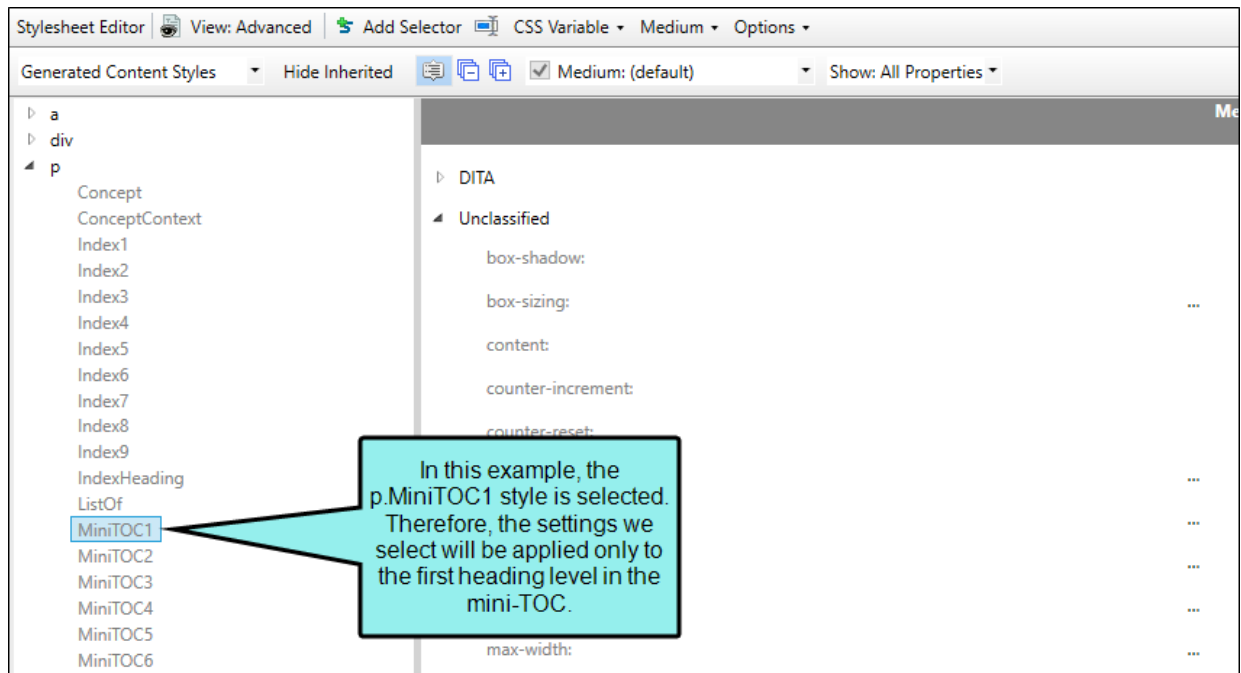 Stylesheet Editor View: Advanced Add Selector CSS Variable Medium Options
Generated Content Styles Hide Inherited Medium: (default) Show: All Properties
a
div
p
Concept
ConceptContext
Index1
Index2
Index3
Index4
Index5
Index6
Index7
Index8
Index9
IndexHeading
ListOf
MiniTOC1
MiniTOC2
MiniTOC3
MiniTOC4
MiniTOC5
MiniTOC6
Me
DITA
Unclassified
box-shadow:
box-sizing:
...
content:
counter-increment:
counter-reset:
...
...
...
...
max-width:
...
In this example, the
p.MiniTOC1 style is selected.
Therefore, the settings we
select will be applied only to
the first heading level in the
mini-TOC.